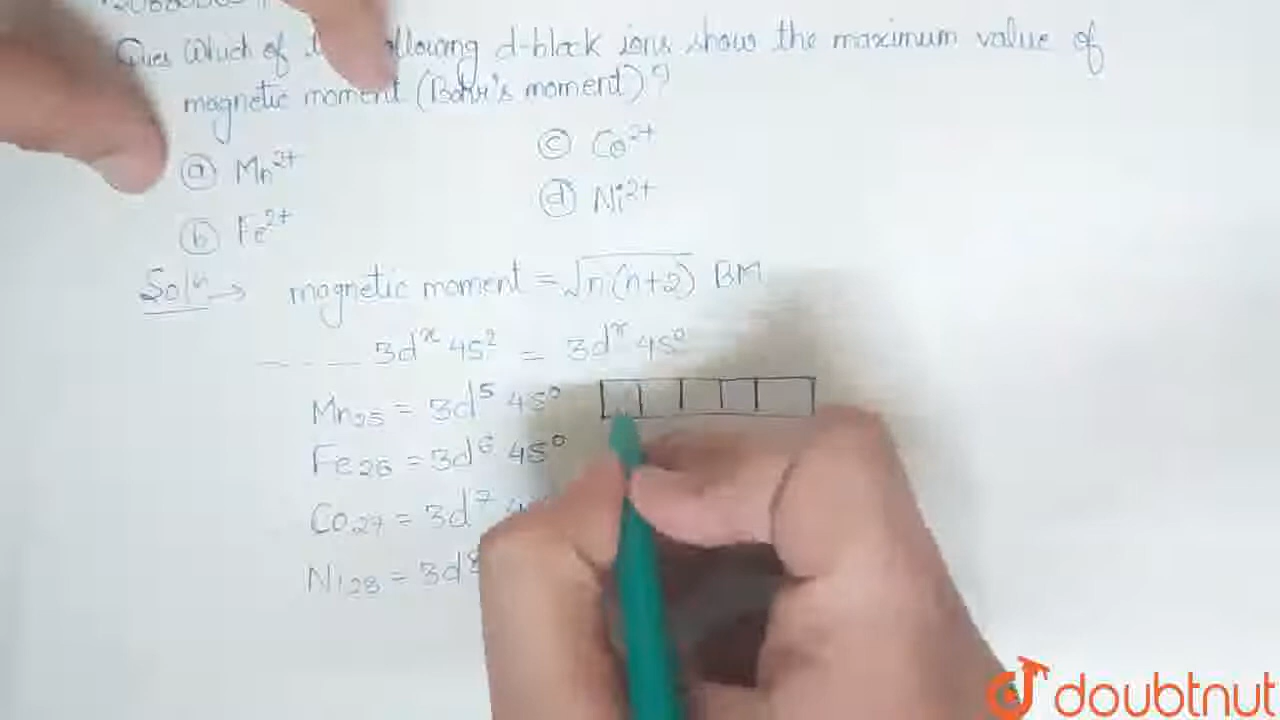 Ques Which of ollowing d-block ions show the maximum value of
magnetic moment (Bohr's moment)?
(a) Mn²⁺
(c) Co²⁺
(b) Fe²⁺
(d) Ni²⁺
Solⁿ → magnetic moment = √n(n+2) BM
3dˣ 4s² = 3dˣ 4s⁰
Mn₂₅ = 3d⁵ 4s⁰
Fe₂₆ = 3d⁶ 4s⁰
Co₂₇ = 3d⁷
Ni₂₈ = 3d⁸
doubtnut